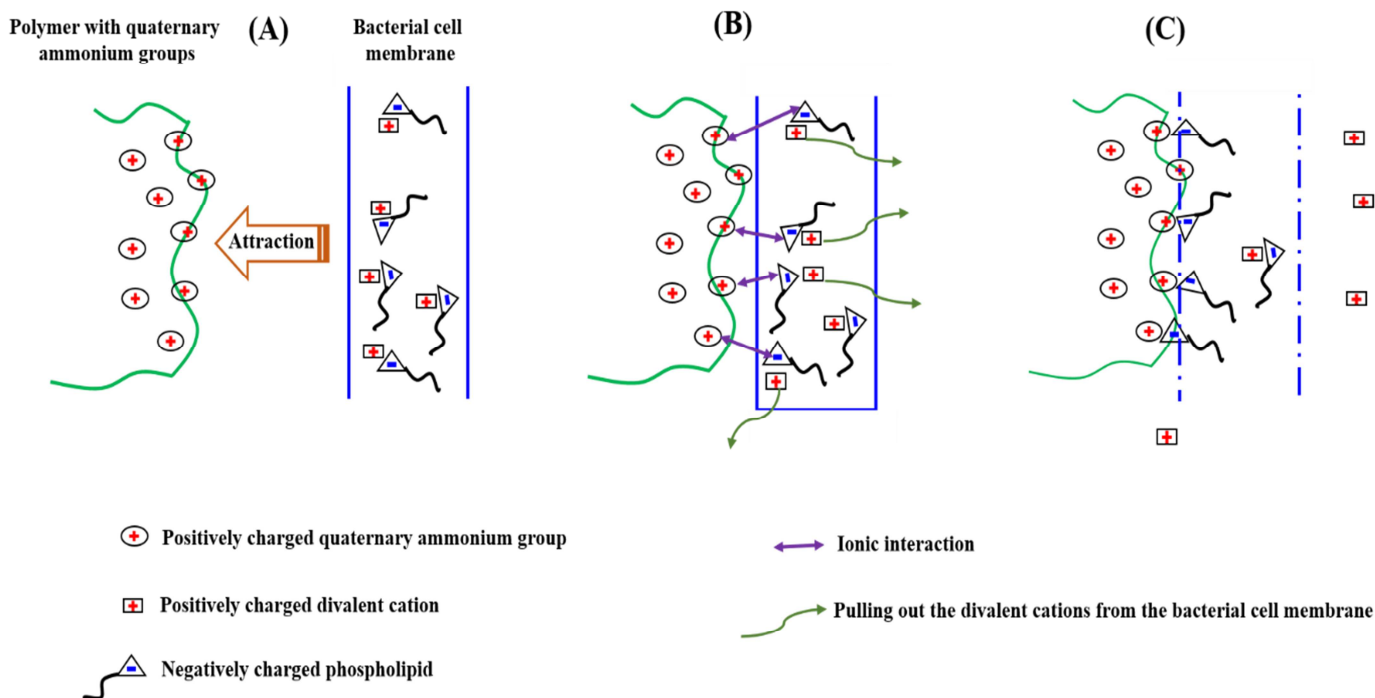 Polymer with quaternary
ammonium groups
(A)
Bacterial cell
membrane
(B)
(C)
Attraction
Positively charged quaternary ammonium group
Positively charged divalent cation
Negatively charged phospholipid
Ionic interaction
Pulling out the divalent cations from the bacterial cell membrane